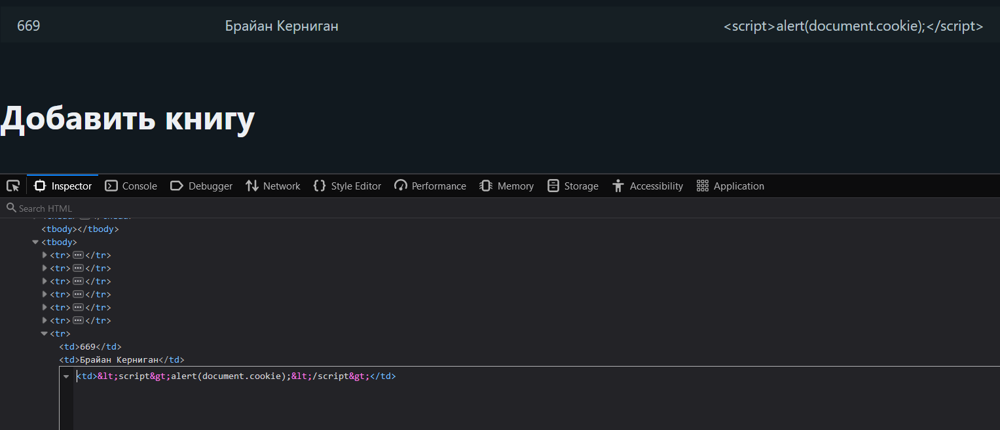 669 Брайан Керниган <script>alert(document.cookie);</script>
Добавить книгу
Inspector Console Debugger Network Style Editor Performance Memory Storage Accessibility Application
Search HTML
<tbody></tbody>
<tbody>
<tr>···</tr>
<tr>···</tr>
<tr>···</tr>
<tr>···</tr>
<tr>···</tr>
<tr>···</tr>
<tr>
<td>669</td>
<td>Брайан Керниган</td>
<td>&lt;script&gt;alert(document.cookie);&lt;/script&gt;</td>